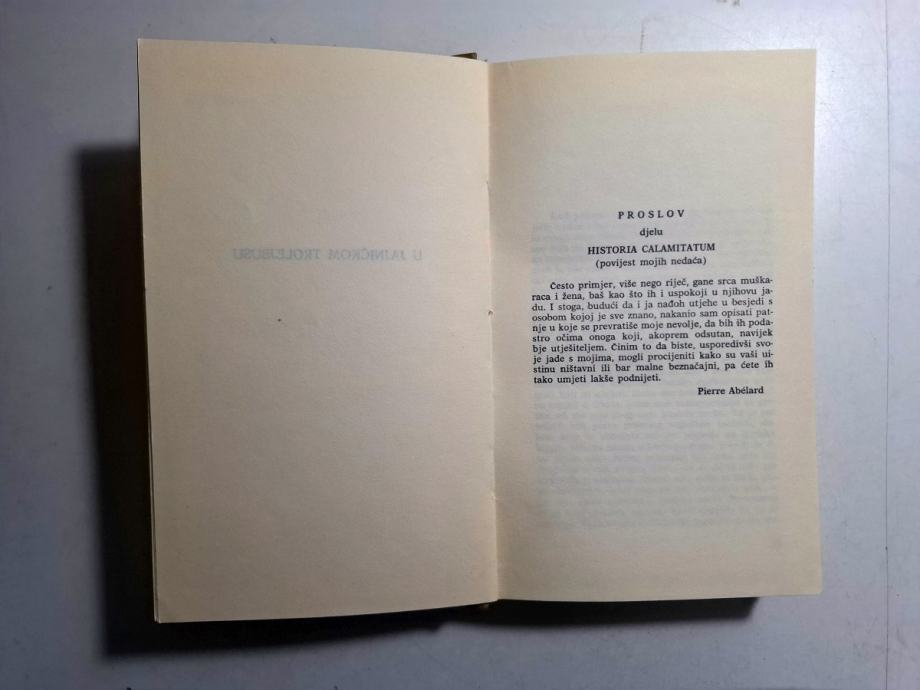 U JAINIČKOM TROLEJBUSU
PROSLOV
djelu
HISTORIA CALAMITATUM
(povijest mojih nedaća)
Često primjer, više nego riječ, gane srca muška-
raca i žena, baš kao što ih i uspokoji u njihovu ja-
du. I stoga, budući da i ja nađoh utjehe u besjedi s
osobom kojoj je sve znano, nakanio sam opisati pat-
nje u koje se prevratiše moje nevolje, da bih ih poda-
stro očima onoga koji, akoprem odsutan, navijek
bje utješiteljem. Činim to da biste, usporedivši svo-
je jade s mojima, mogli procijeniti kako su vaši ui-
stinu ništavni ili bar malne beznačajni, pa ćete ih
tako umjeti lakše podnijeti.
Pierre Abélard